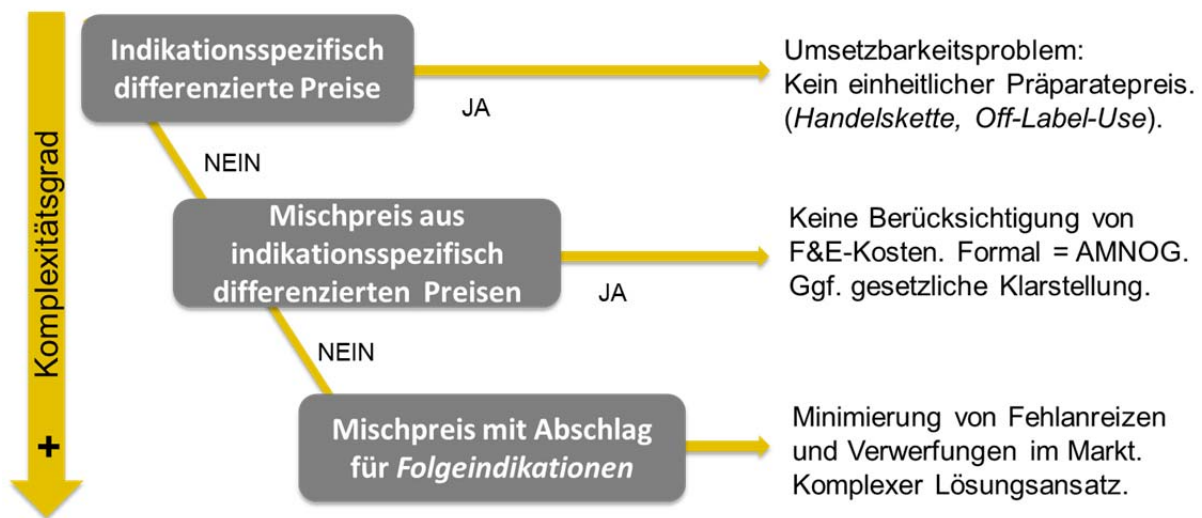 Komplexitätsgrad
+
Indikationsspezifisch
differenzierte Preise
JA
Umsetzbarkeitsproblem:
Kein einheitlicher Präparatepreis.
(Handelskette, Off-Label-Use).
NEIN
Mischpreis aus
indikationsspezifisch
differenzierten Preisen
JA
Keine Berücksichtigung von
F&E-Kosten. Formal = AMNOG.
Ggf. gesetzliche Klarstellung.
NEIN
Mischpreis mit Abschlag
für Folgeindikationen
Minimierung von Fehlanreizen
und Verwerfungen im Markt.
Komplexer Lösungsansatz.